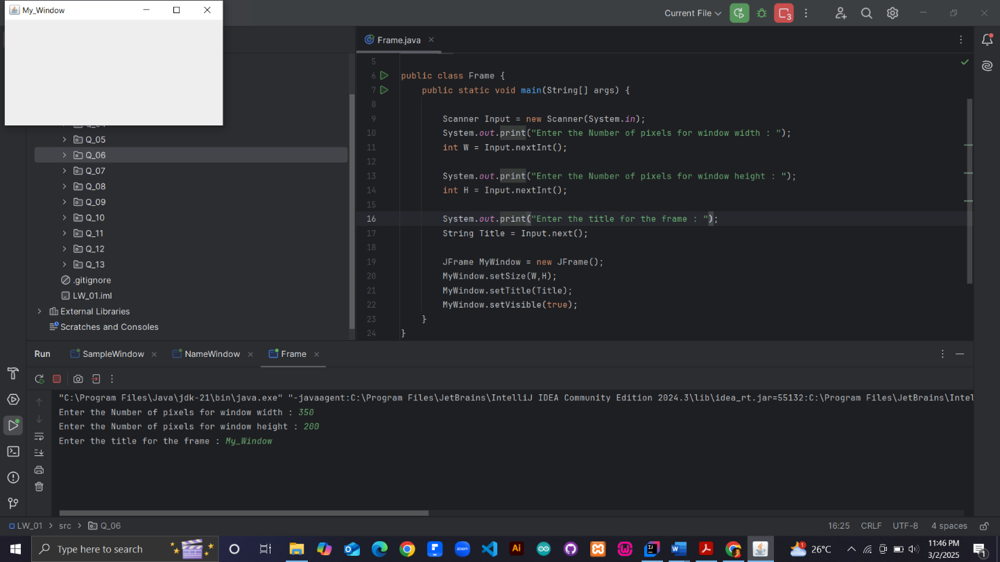 My_Window
Current File
3
Frame.java
5
6 public class Frame {
7 public static void main(String[] args) {
8
9 Scanner Input = new Scanner(System.in);
10 System.out.print("Enter the Number of pixels for window width : ");
11 int W = Input.nextInt();
12
13 System.out.print("Enter the Number of pixels for window height : ");
14 int H = Input.nextInt();
15
16 System.out.print("Enter the title for the frame : ");
17 String Title = Input.next();
18
19 JFrame MyWindow = new JFrame();
20 MyWindow.setSize(W,H);
21 MyWindow.setTitle(Title);
22 MyWindow.setVisible(true);
23 }
24 }
Q_05
Q_06
Q_07
Q_08
Q_09
Q_10
Q_11
Q_12
Q_13
.gitignore
LW_01.iml
External Libraries
Scratches and Consoles
Run SampleWindow NameWindow Frame
"C:\Program Files\Java\jdk-21\bin\java.exe" "-javaagent:C:\Program Files\JetBrains\IntelliJ IDEA Community Edition 2024.3\lib\idea_rt.jar=55132:C:\Program Files\JetBrains\Intel
Enter the Number of pixels for window width : 350
Enter the Number of pixels for window height : 200
Enter the title for the frame : My_Window
LW_01 src Q_06 16:25 CRLF UTF-8 4 spaces
Type here to search
Ai
26°C
11:46 PM
3/2/2025
1